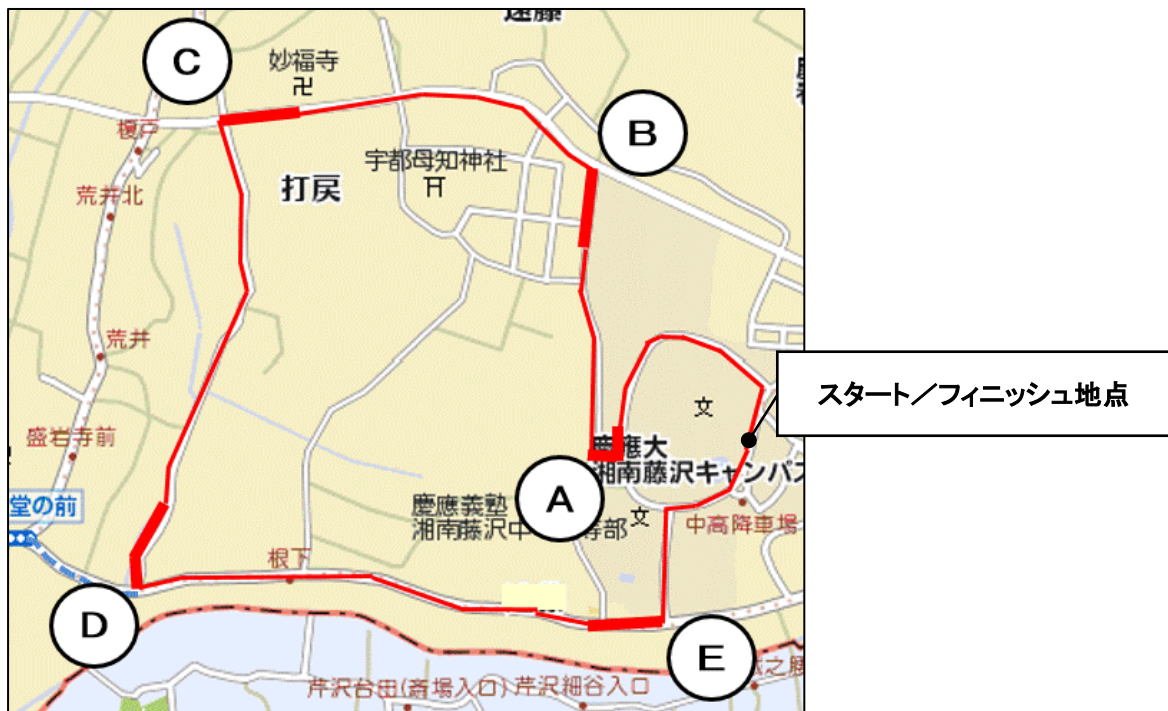 遠藤
C
妙福寺
B
榎戸
宇都母知神社
荒井北
打戻
荒井
スタート／フィニッシュ地点
文
慶應大
湘南藤沢キャンパス
盛岩寺前
A
堂の前
慶應義塾
湘南藤沢中 等部
文
中高降車場
根下
D
E
芹沢台田(斎場入口)
芹沢細谷入口